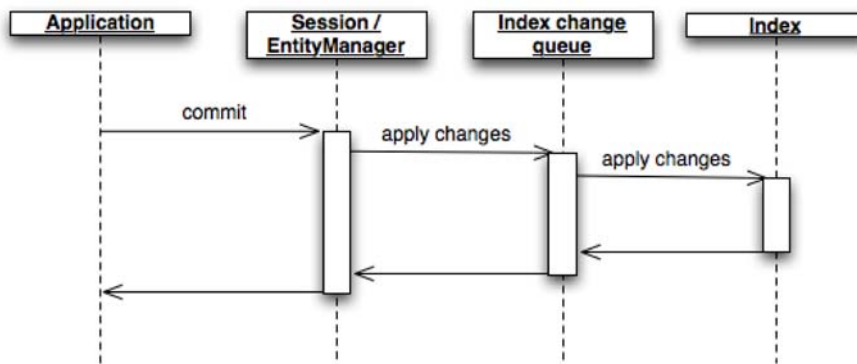 Application
Session /
EntityManager
Index change
queue
Index
commit
apply changes
apply changes